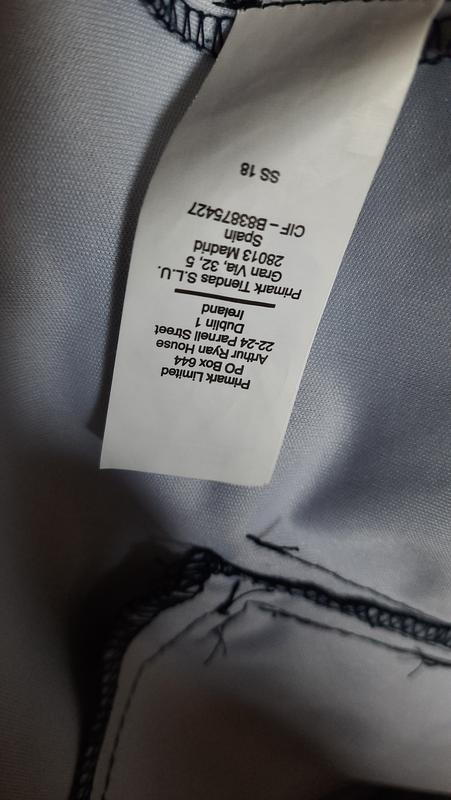 Primark Limited
PO Box 644
Arthur Ryan House
22-24 Parnell Street
Dublin 1
Ireland
Primark Tiendas S.L.U.
Gran Via, 32, 5
28013 Madrid
Spain
CIF – B83875427
SS 18